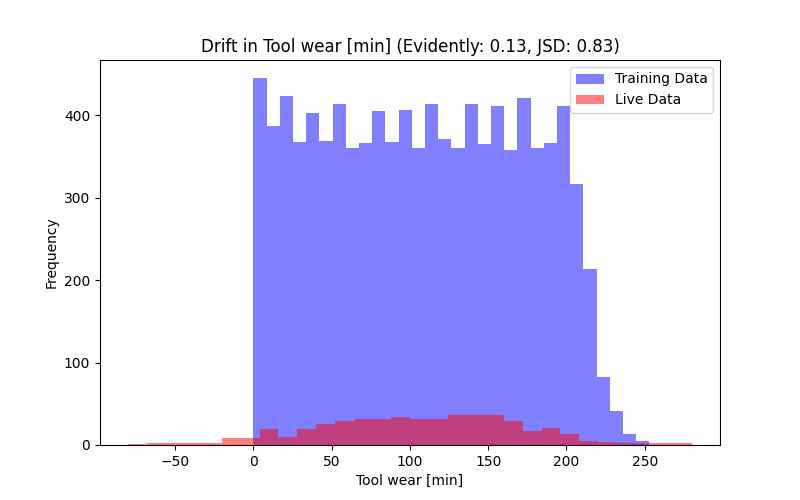 Drift in Tool wear [min] (Evidently: 0.13, JSD: 0.83)
Training Data
Live Data
Frequency
400
300
200
100
0
−50
0
50
100
150
200
250
Tool wear [min]